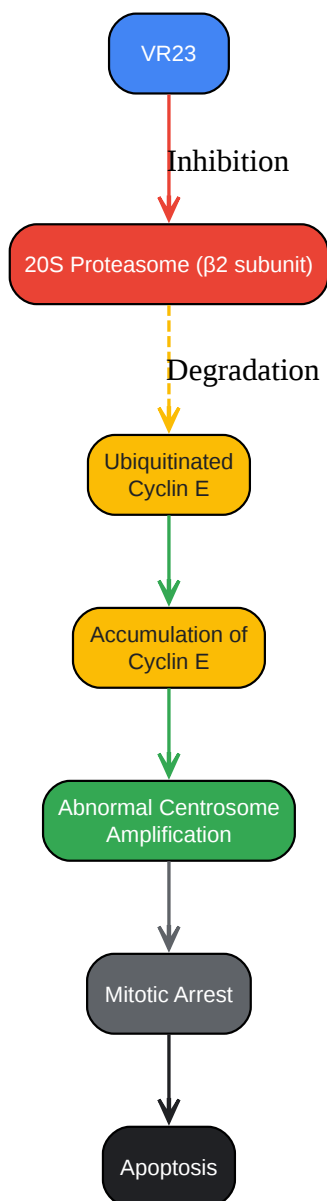 VR23
Inhibition
20S Proteasome (β2 subunit)
Degradation
Ubiquitinated
Cyclin E
Accumulation of
Cyclin E
Abnormal Centrosome
Amplification
Mitotic Arrest
Apoptosis